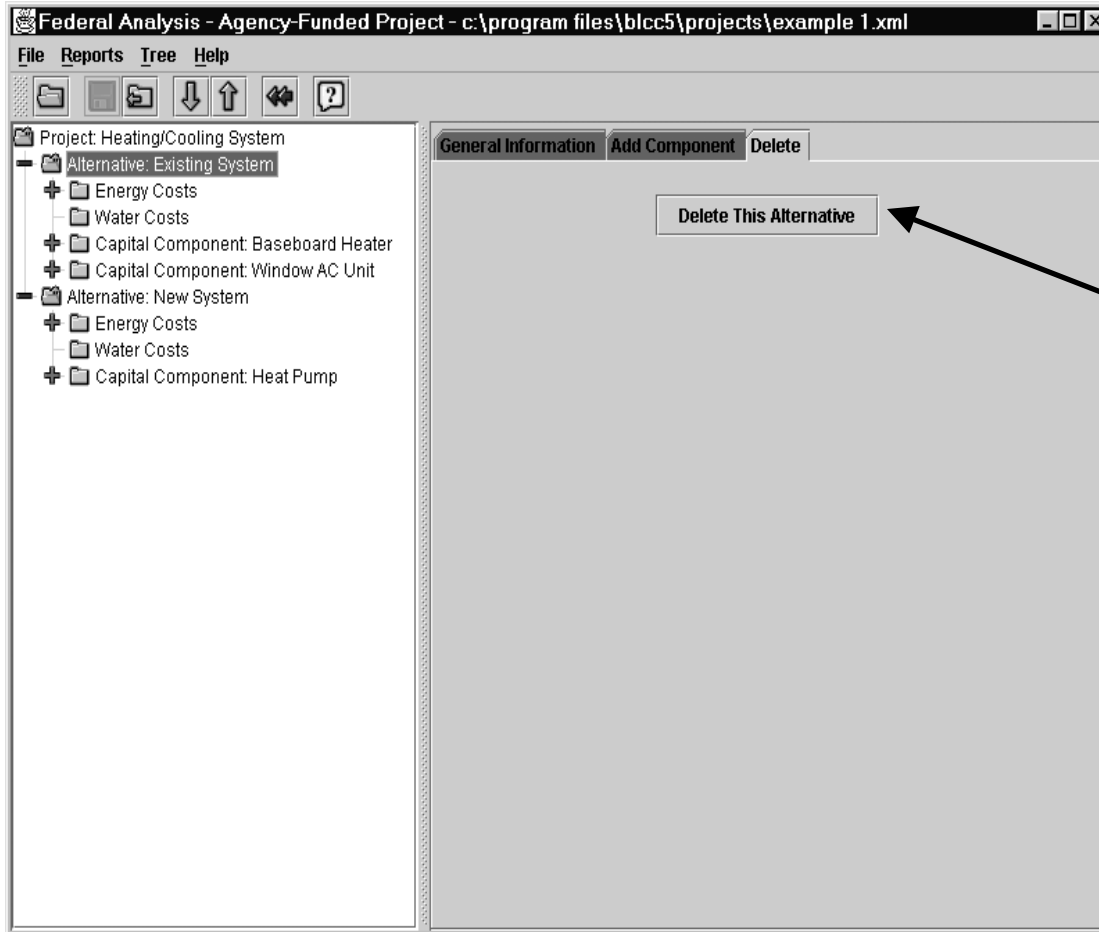 Federal Analysis - Agency-Funded Project - c:\program files\blcc5\projects\example 1.xml
File Reports Tree Help
?
Project: Heating/Cooling System
Alternative: Existing System
Energy Costs
Water Costs
Capital Component: Baseboard Heater
Capital Component: Window AC Unit
Alternative: New System
Energy Costs
Water Costs
Capital Component: Heat Pump
General Information Add Component Delete
Delete This Alternative